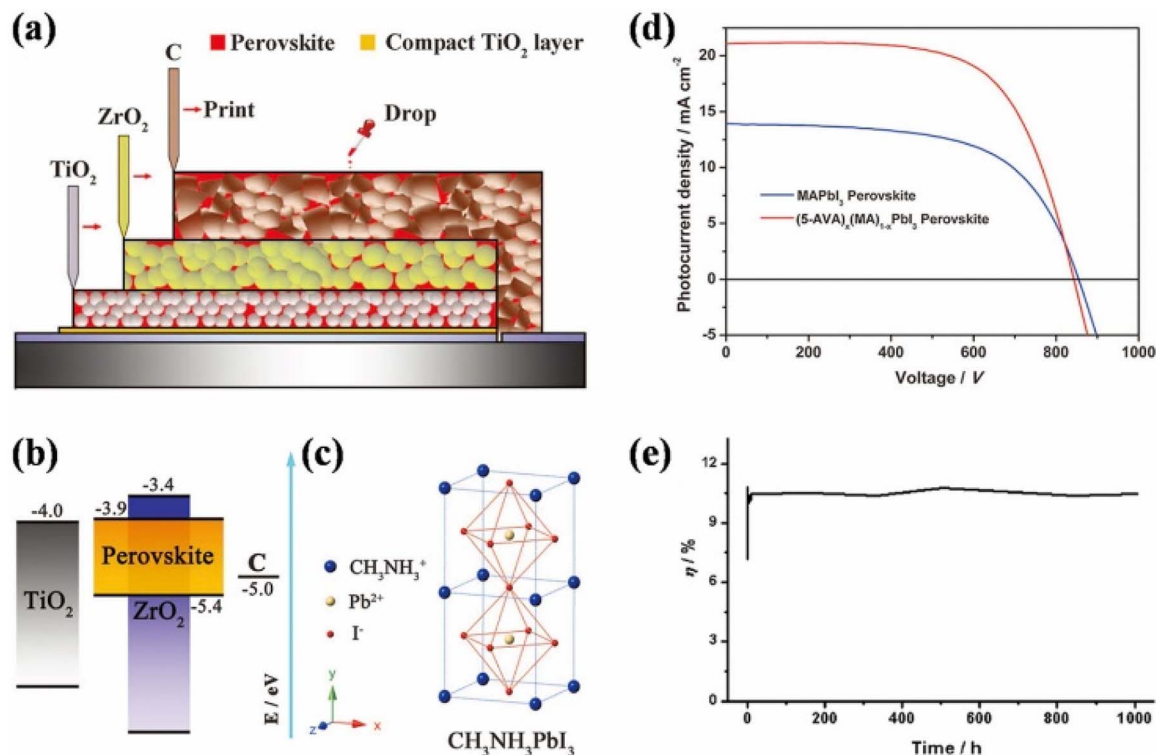 (a)
Perovskite
Compact TiO₂ layer
C
Print
ZrO₂
Drop
TiO₂
(b)
-4.0
-3.9
-3.4
Perovskite
C
-5.0
TiO₂
ZrO₂
-5.4
E / eV
(c)
CH₃NH₃⁺
Pb²⁺
I⁻
y
z
x
CH₃NH₃PbI₃
(d)
Photocurrent density / mA cm⁻²
20
15
10
5
0
-5
MAPbI₃ Perovskite
(5-AVA)ₓ(MA)₁₋ₓPbI₃ Perovskite
0 200 400 600 800 1000
Voltage / V
(e)
η / %
12
9
6
3
0
0 200 400 600 800 1000
Time / h